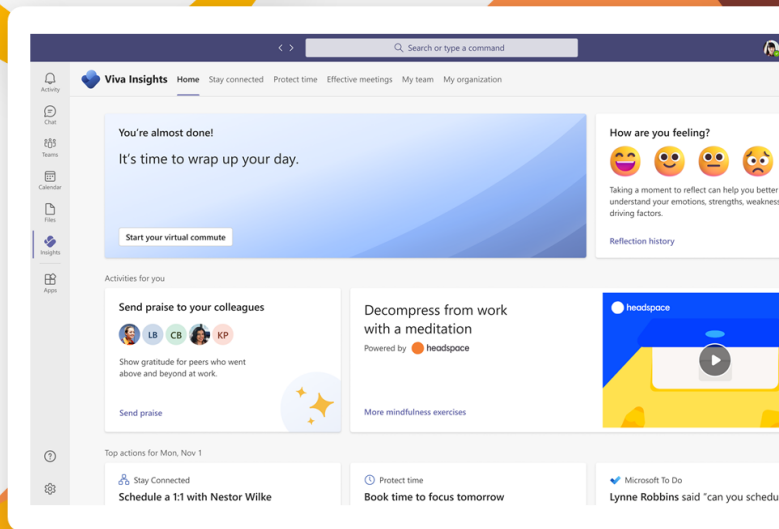 Search or type a command
Viva Insights Home Stay connected Protect time Effective meetings My team My organization
Activity
Chat
Teams
Calendar
Files
Insights
Apps
You're almost done!
It's time to wrap up your day.
Start your virtual commute
How are you feeling?
Taking a moment to reflect can help you better
understand your emotions, strengths, weakness
driving factors.
Reflection history
Activities for you
Send praise to your colleagues
LB CB KP
Show gratitude for peers who went
above and beyond at work.
Send praise
Decompress from work
with a meditation
Powered by headspace
More mindfulness exercises
headspace
Top actions for Mon, Nov 1
Stay Connected
Schedule a 1:1 with Nestor Wilke
Protect time
Book time to focus tomorrow
Microsoft To Do
Lynne Robbins said "can you schedu